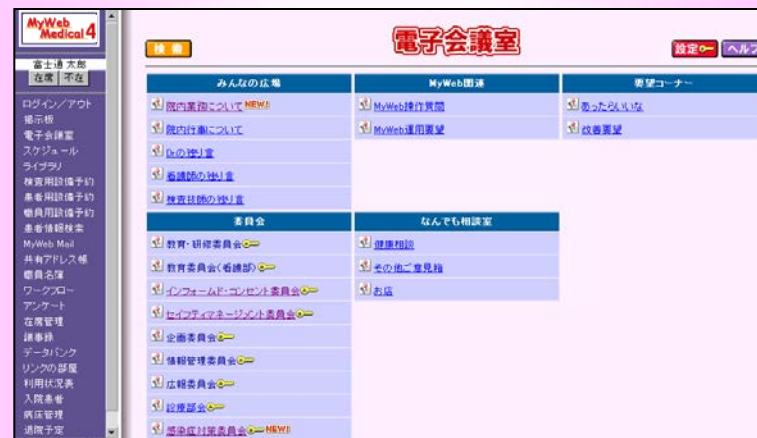 MyWeb
Medical 4
富士通 太郎
在席 不在
ログイン／アウト
掲示板
電子会議室
スケジュール
ライブラリ
検査用設備予約
患者用設備予約
職員用設備予約
患者情報検索
MyWeb Mail
共有アドレス帳
職員名簿
ワークフロー
アンケート
在席管理
議事録
データバンク
リンクの部屋
利用状況表
入院患者
病床管理
退院予定
検索
電子会議室
設定
ヘルプ
みんなの広場
MyWeb関連
要望コーナー
院内業務について NEW!!
MyWeb操作質問
あったらいいな
院内行事について
MyWeb運用要望
改善要望
Drの独り言
看護師の独り言
検査技師の独り言
委員会
なんでも相談室
教育・研修委員会
健康相談
教育委員会(看護部)
その他ご意見箱
インフォームド・コンセント委員会
お店
セイフティマネージメント委員会
企画委員会
情報管理委員会
広報委員会
診療部会
感染症対策委員会 NEW!!